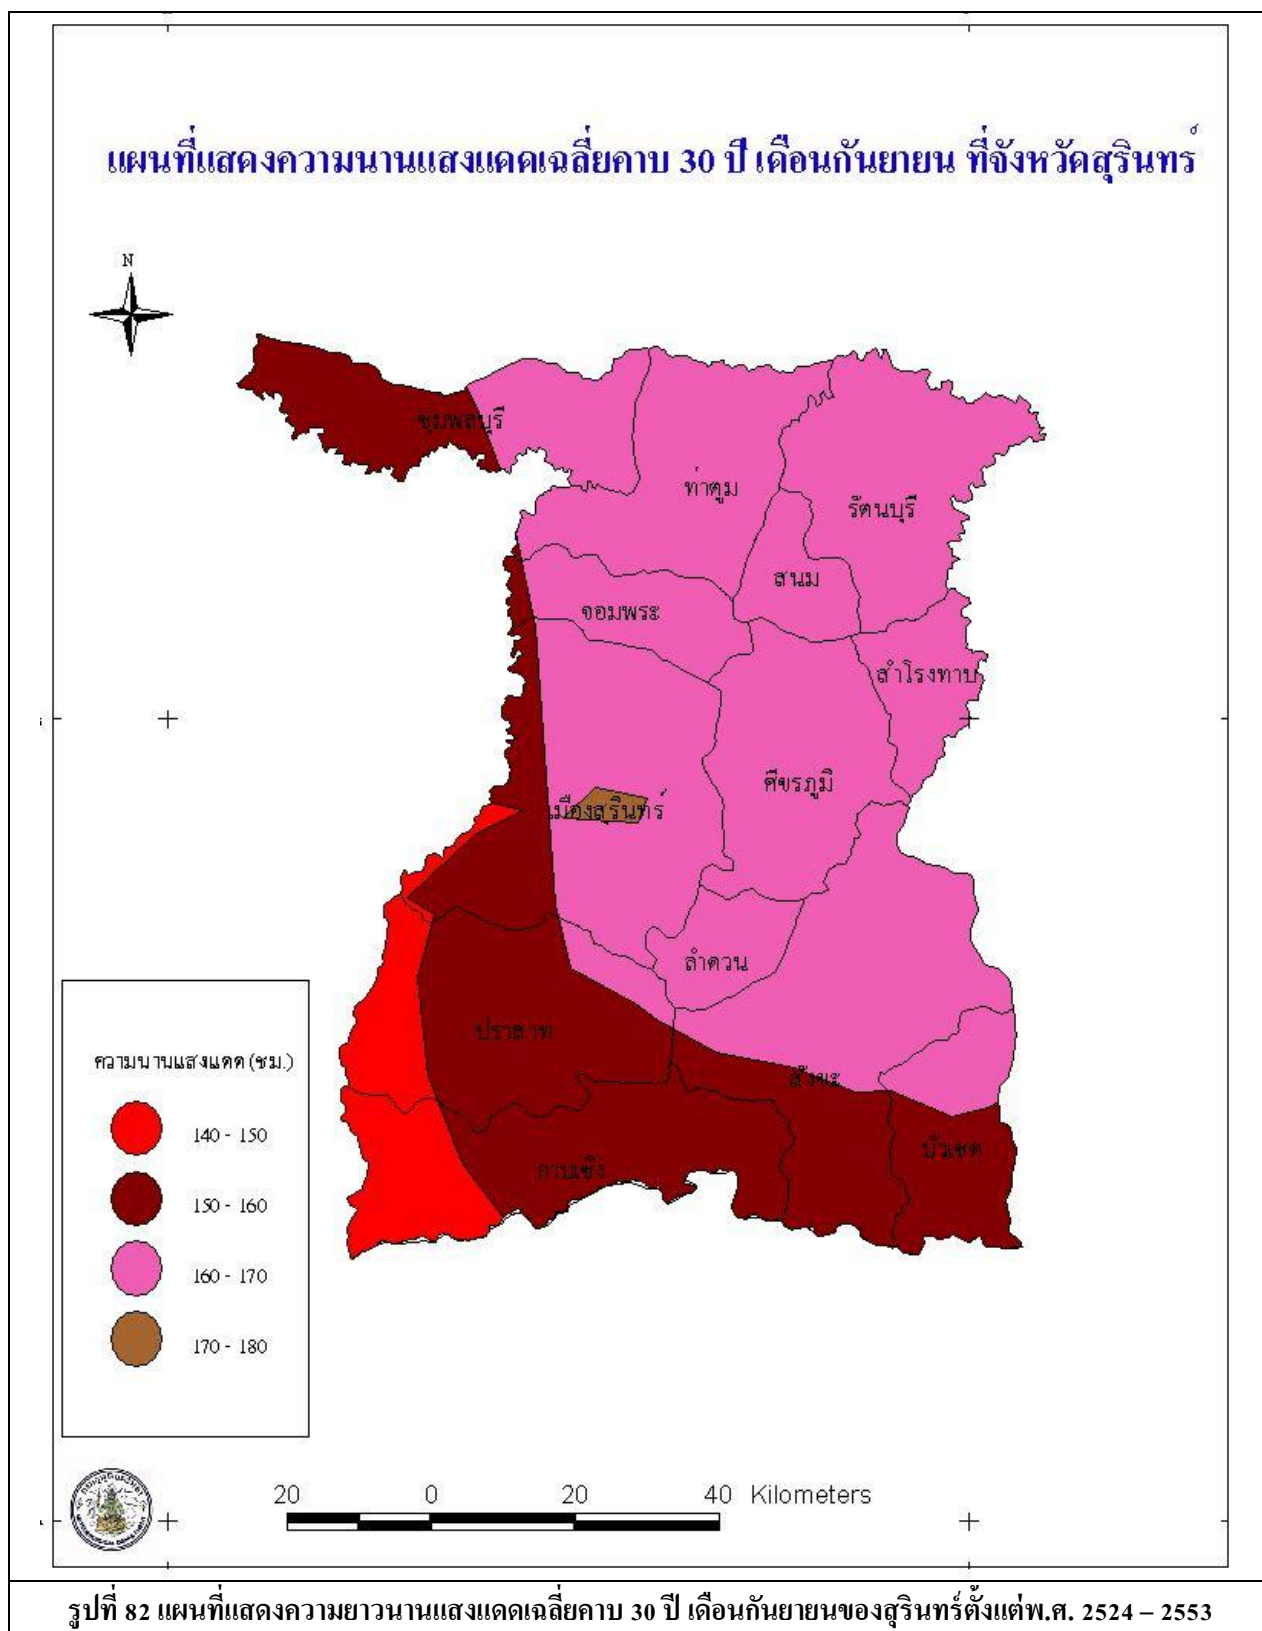 แผนที่แสดงความนานแสงแดดเฉลี่ยคาบ 30 ปี เดือนกันยายน ที่จังหวัดสุรินทร์
N
ชุมพลบุรี
ท่าตูม
รัตนบุรี
สนม
จอมพระ
สำโรงทาบ
ศีขรภูมิ
เมืองสุรินทร์
ลำดวน
ปราสาท
สังขะ
บัวเชด
กาบเชิง
ความนานแสงแดด (ชม.)
140 - 150
150 - 160
160 - 170
170 - 180
20 0 20 40 Kilometers
รูปที่ 82 แผนที่แสดงความยาวนานแสงแดดเฉลี่ยคาบ 30 ปี เดือนกันยายนของสุรินทร์ตั้งแต่พ.ศ. 2524 – 2553